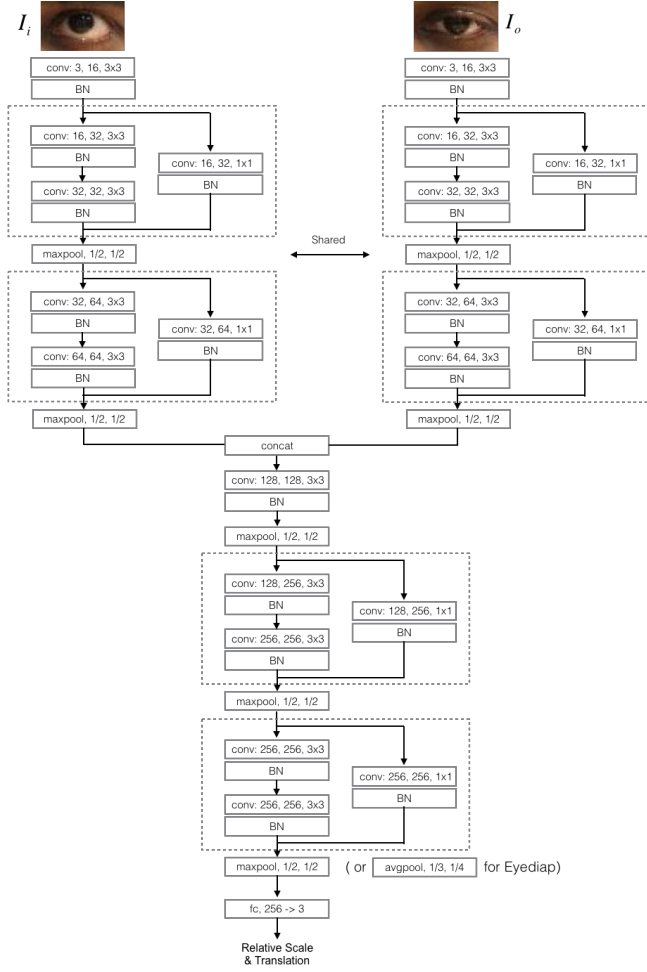 I_i
I_o
conv: 3, 16, 3x3
BN
conv: 16, 32, 3x3
BN
conv: 32, 32, 3x3
BN
conv: 16, 32, 1x1
BN
maxpool, 1/2, 1/2
conv: 32, 64, 3x3
BN
conv: 64, 64, 3x3
BN
conv: 32, 64, 1x1
BN
maxpool, 1/2, 1/2
Shared
conv: 3, 16, 3x3
BN
conv: 16, 32, 3x3
BN
conv: 32, 32, 3x3
BN
conv: 16, 32, 1x1
BN
maxpool, 1/2, 1/2
conv: 32, 64, 3x3
BN
conv: 64, 64, 3x3
BN
conv: 32, 64, 1x1
BN
maxpool, 1/2, 1/2
concat
conv: 128, 128, 3x3
BN
maxpool, 1/2, 1/2
conv: 128, 256, 3x3
BN
conv: 256, 256, 3x3
BN
conv: 128, 256, 1x1
BN
maxpool, 1/2, 1/2
conv: 256, 256, 3x3
BN
conv: 256, 256, 3x3
BN
conv: 256, 256, 1x1
BN
maxpool, 1/2, 1/2 ( or avgpool, 1/3, 1/4 for Eyediap)
fc, 256 -> 3
Relative Scale
& Translation